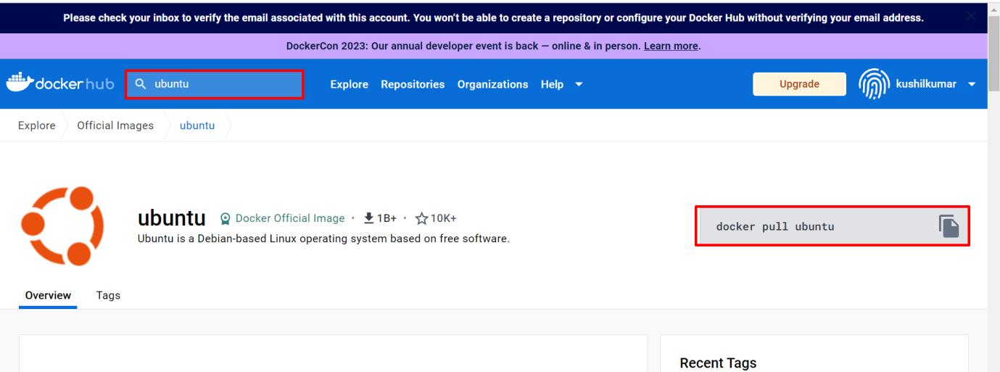 Please check your inbox to verify the email associated with this account. You won't be able to create a repository or configure your Docker Hub without verifying your email address.
DockerCon 2023: Our annual developer event is back — online & in person. Learn more.
dockerhub ubuntu Explore Repositories Organizations Help Upgrade kushilkumar
Explore Official Images ubuntu
ubuntu Docker Official Image · 1B+ · 10K+
Ubuntu is a Debian-based Linux operating system based on free software.
docker pull ubuntu
Overview Tags
Recent Tags